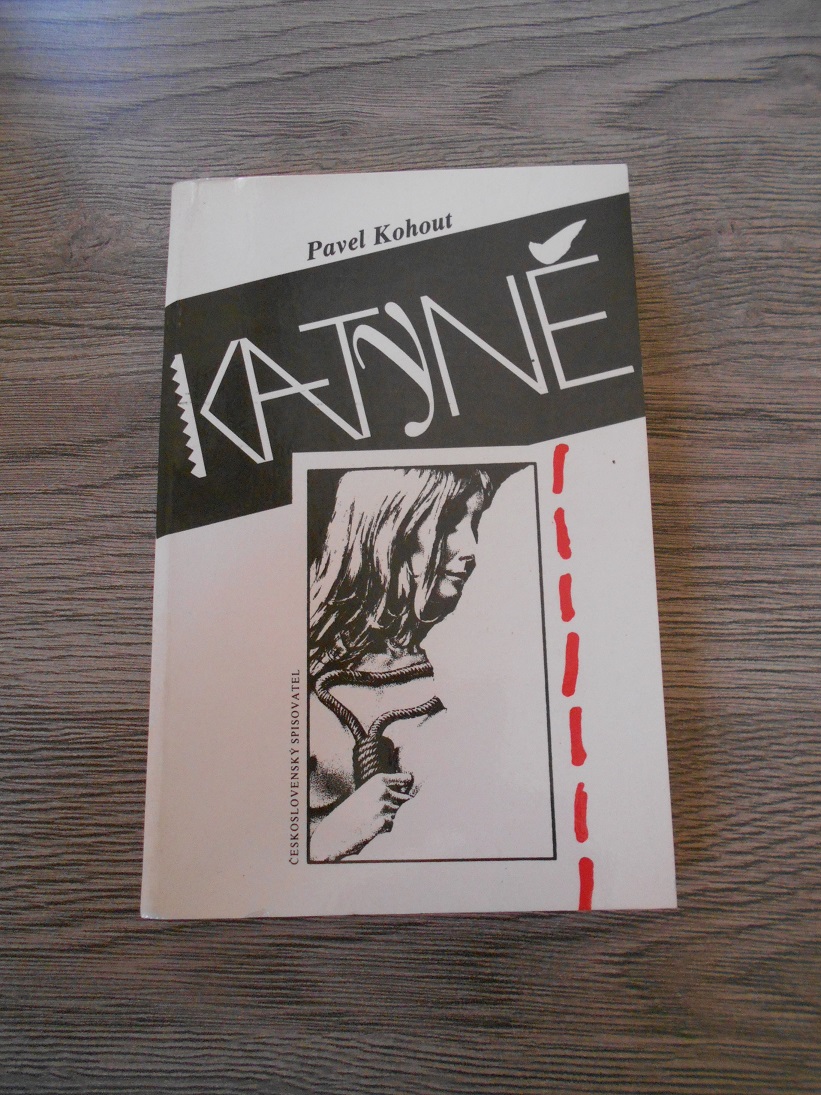 Pavel Kohout
KATyNĚ
ČESKOSLOVENSKÝ SPISOVATEL